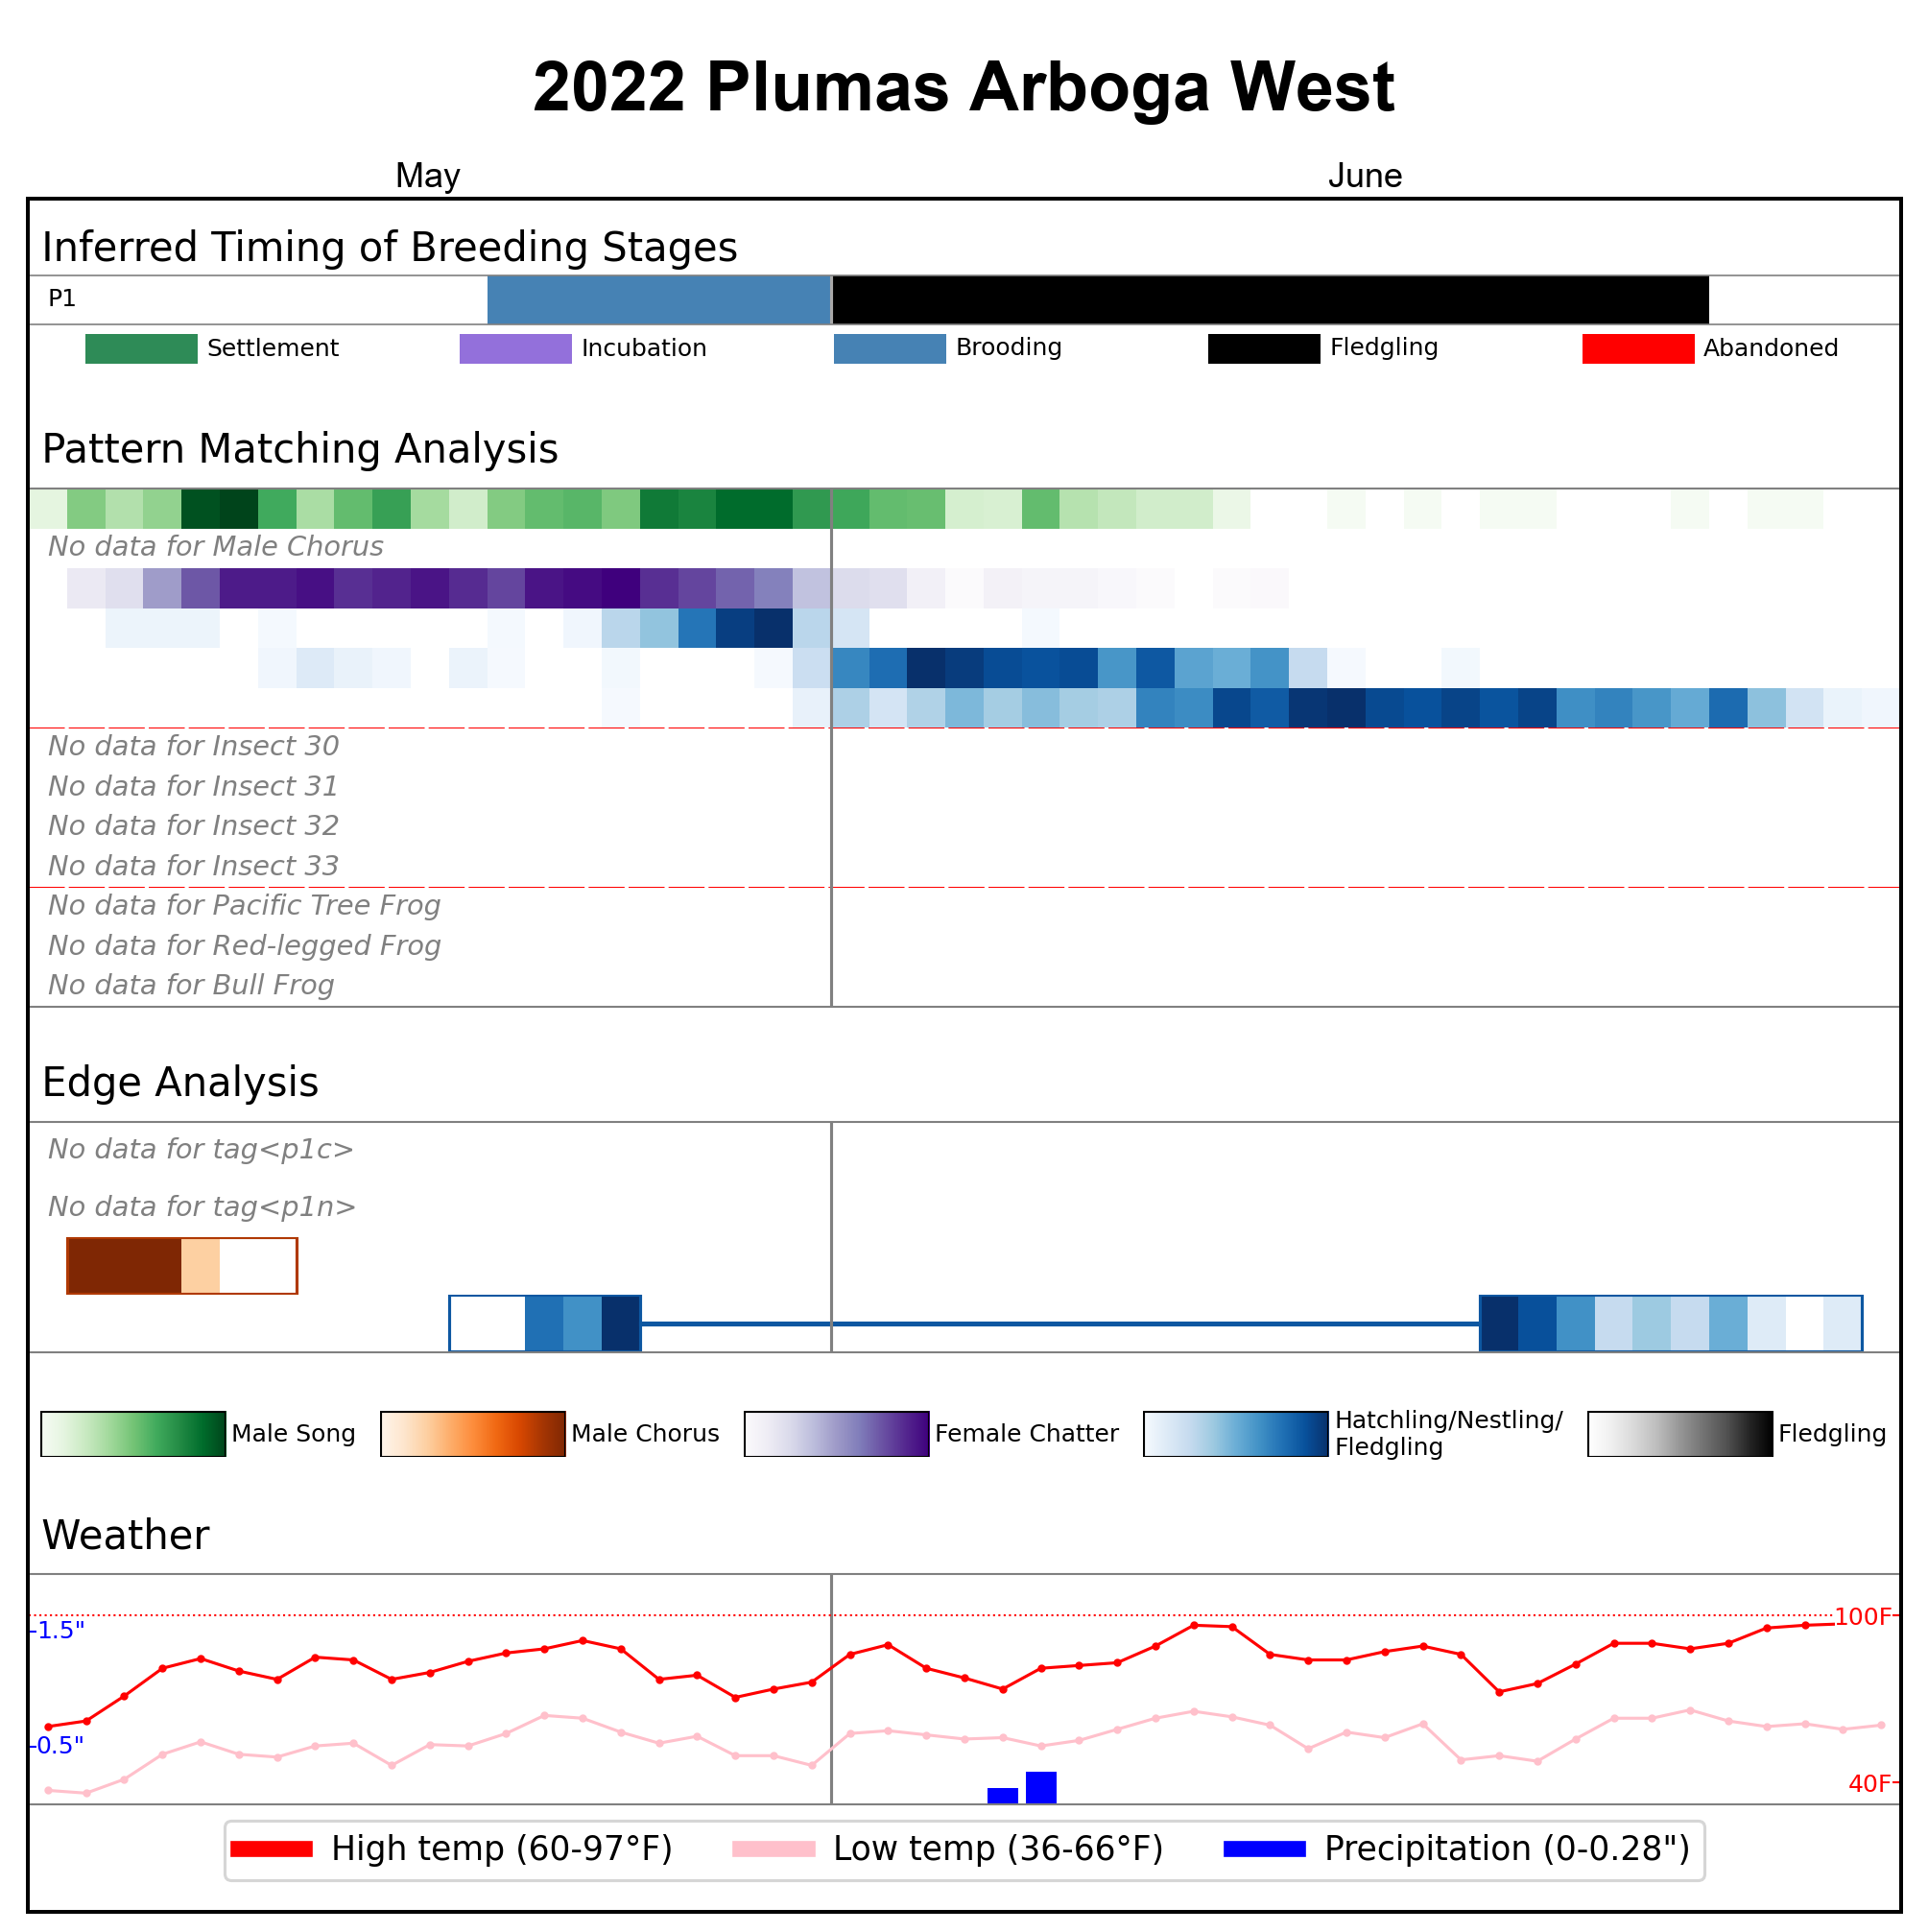 2022 Plumas Arboga West
May June
Inferred Timing of Breeding Stages
P1
Settlement Incubation Brooding Fledgling Abandoned
Pattern Matching Analysis
No data for Male Chorus
No data for Insect 30
No data for Insect 31
No data for Insect 32
No data for Insect 33
No data for Pacific Tree Frog
No data for Red-legged Frog
No data for Bull Frog
Edge Analysis
No data for tag<p1c>
No data for tag<p1n>
Male Song Male Chorus Female Chatter Hatchling/Nestling/
Fledgling Fledgling
Weather
100F
1.5"
0.5"
40F
High temp (60-97°F) Low temp (36-66°F) Precipitation (0-0.28")